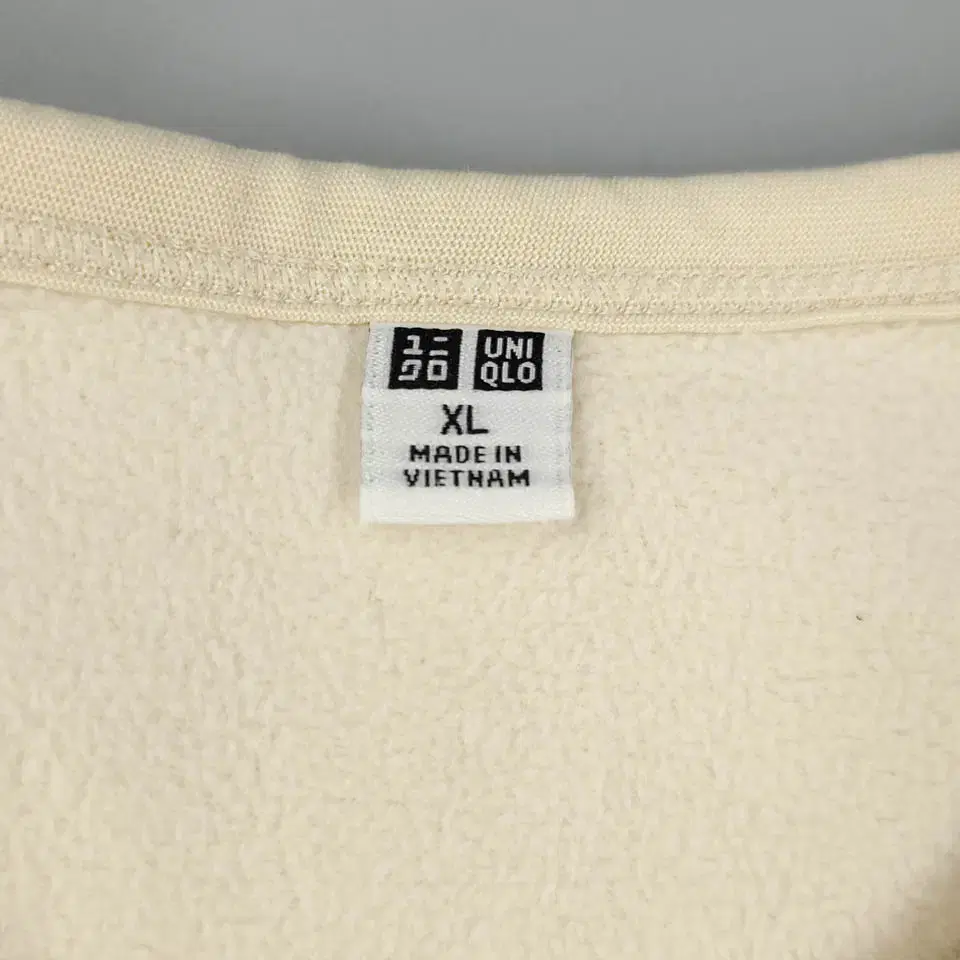 ユニ UNI
クロ QLO
XL
MADE IN
VIETNAM